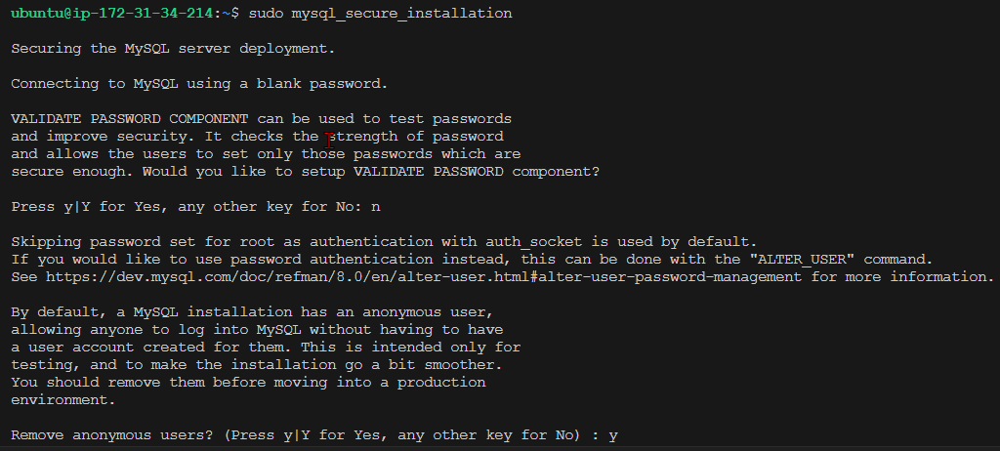 ubuntu@ip-172-31-34-214:~$ sudo mysql_secure_installation
Securing the MySQL server deployment.
Connecting to MySQL using a blank password.
VALIDATE PASSWORD COMPONENT can be used to test passwords
and improve security. It checks the strength of password
and allows the users to set only those passwords which are
secure enough. Would you like to setup VALIDATE PASSWORD component?
Press y|Y for Yes, any other key for No: n
Skipping password set for root as authentication with auth_socket is used by default.
If you would like to use password authentication instead, this can be done with the "ALTER_USER" command.
See https://dev.mysql.com/doc/refman/8.0/en/alter-user.html#alter-user-password-management for more information.
By default, a MySQL installation has an anonymous user,
allowing anyone to log into MySQL without having to have
a user account created for them. This is intended only for
testing, and to make the installation go a bit smoother.
You should remove them before moving into a production
environment.
Remove anonymous users? (Press y|Y for Yes, any other key for No) : y